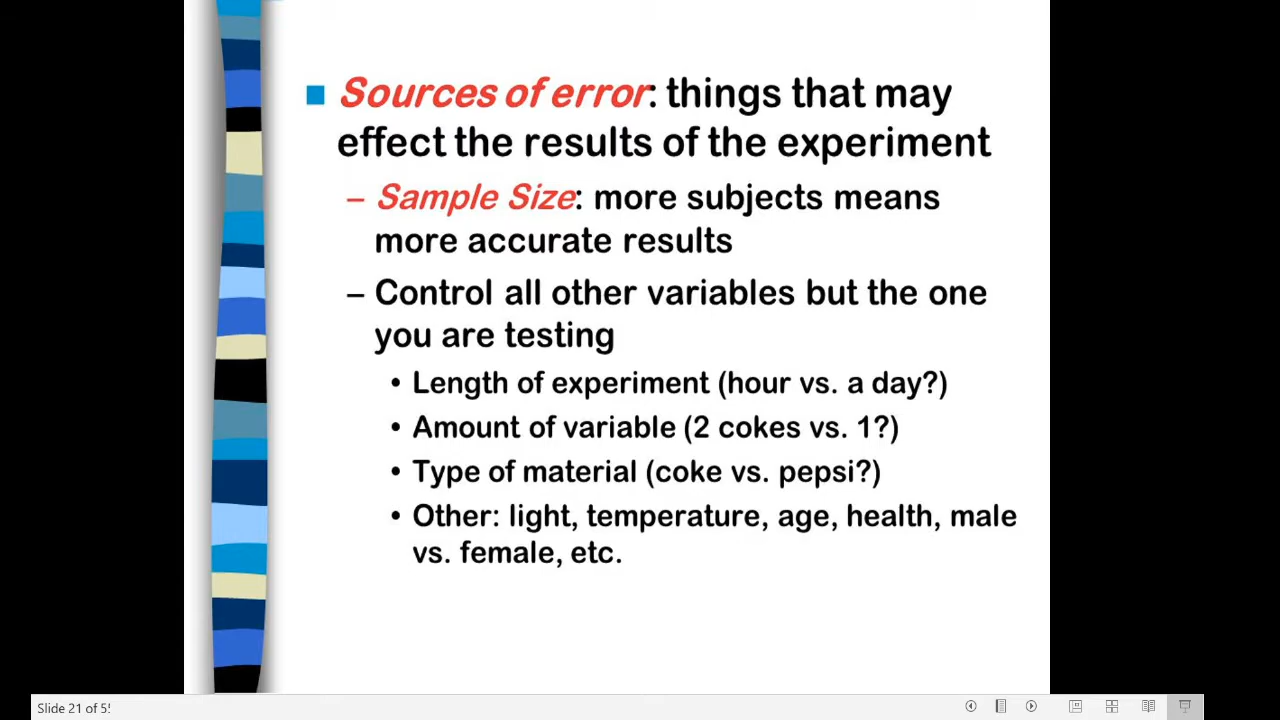 Sources of error: things that may
effect the results of the experiment
– Sample Size: more subjects means
more accurate results
– Control all other variables but the one
you are testing
• Length of experiment (hour vs. a day?)
• Amount of variable (2 cokes vs. 1?)
• Type of material (coke vs. pepsi?)
• Other: light, temperature, age, health, male
vs. female, etc.
Slide 21 of